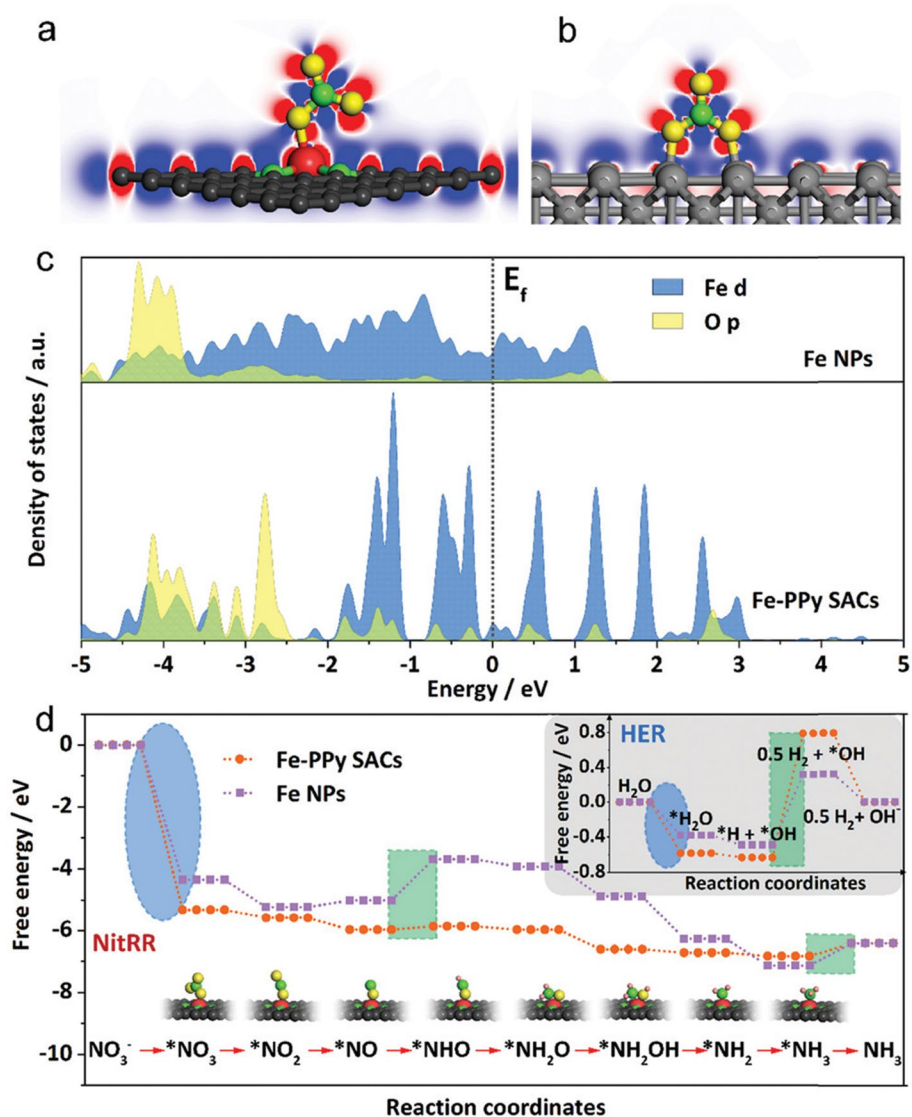 a
b
c
E_f
Fe d
O p
Fe NPs
Fe-PPy SACs
Density of states / a.u.
-5 -4 -3 -2 -1 0 1 2 3 4 5
Energy / eV
d
0
-2
-4
-6
-8
-10
Free energy / eV
Fe-PPy SACs
Fe NPs
NitRR
HER
0.8
0.4
0.0
-0.4
-0.8
Free energy / eV
H₂O
*H₂O
*H + *OH
0.5 H₂ + *OH
0.5 H₂+ OH⁻
Reaction coordinates
NO₃⁻ → *NO₃ → *NO₂ → *NO → *NHO → *NH₂O → *NH₂OH → *NH₂ → *NH₃ → NH₃
Reaction coordinates